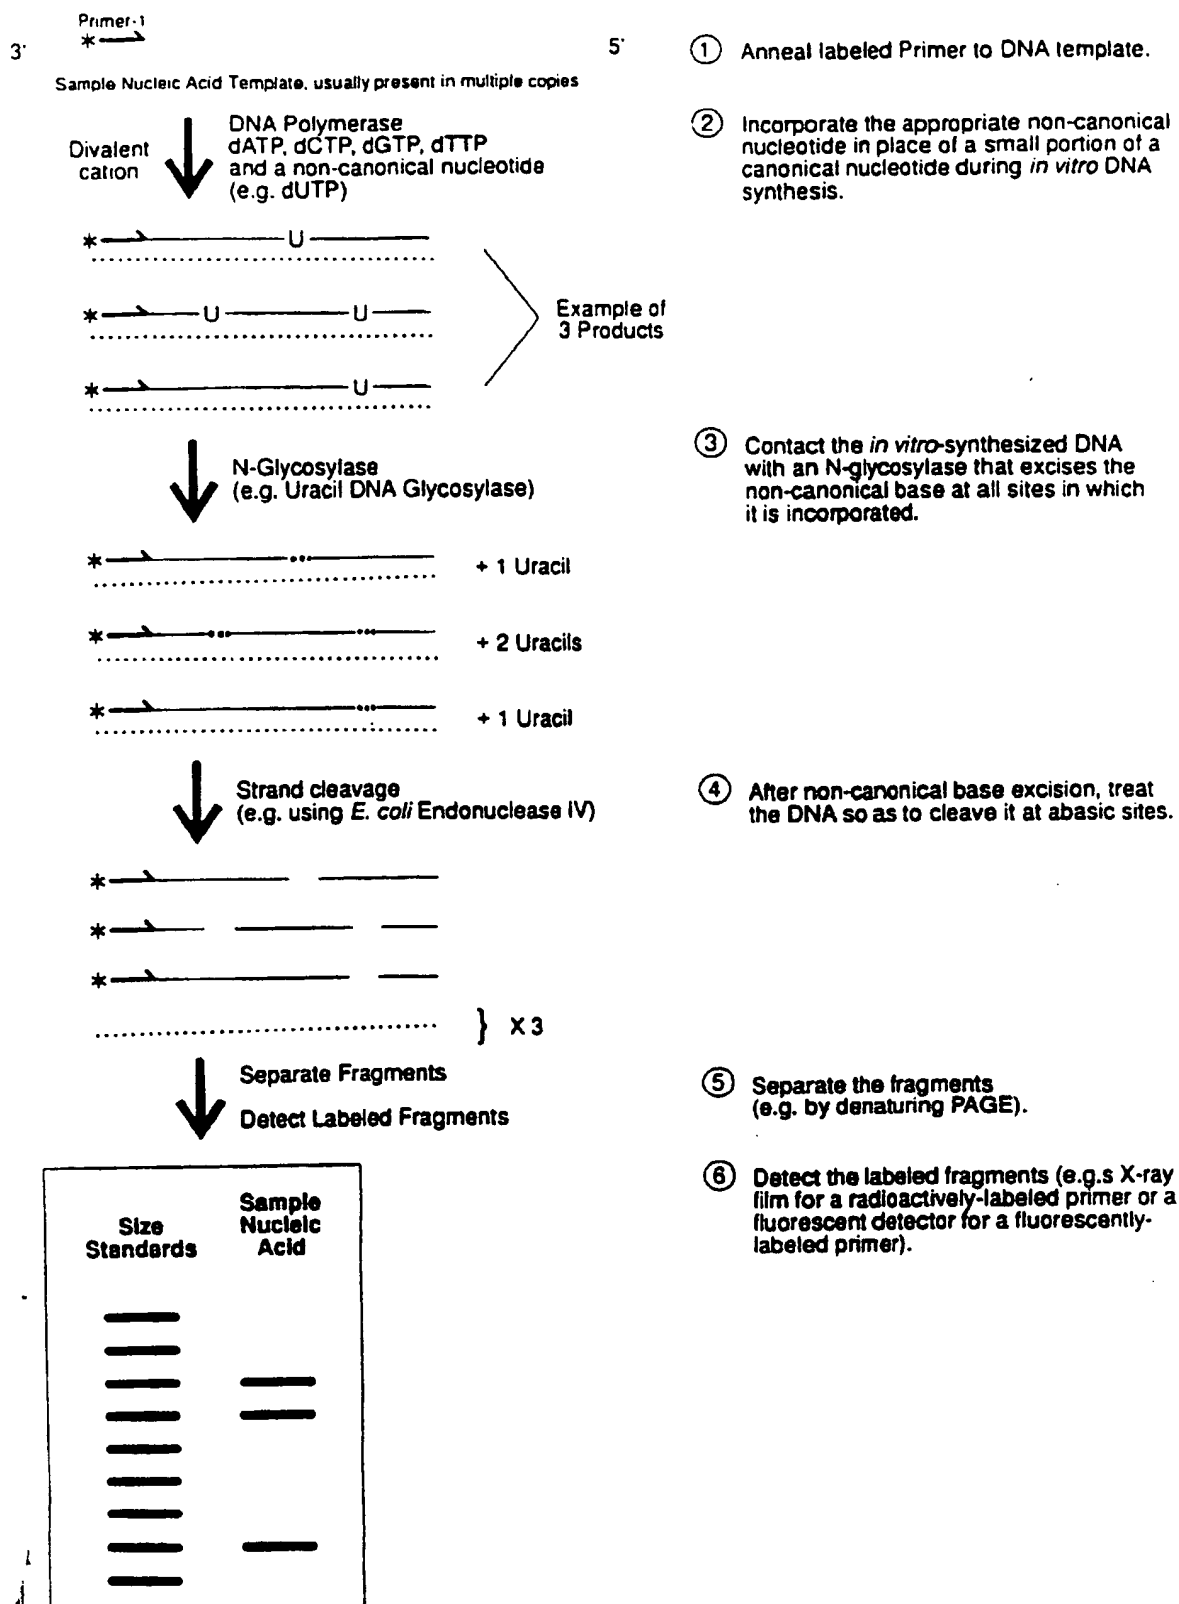 Primer-1
*
3' 5'
Sample Nucleic Acid Template, usually present in multiple copies
① Anneal labeled Primer to DNA template.
Divalent
cation
DNA Polymerase
dATP, dCTP, dGTP, dTTP
and a non-canonical nucleotide
(e.g. dUTP)
② Incorporate the appropriate non-canonical
nucleotide in place of a small portion of a
canonical nucleotide during in vitro DNA
synthesis.
* U
* U U
* U
Example of
3 Products
N-Glycosylase
(e.g. Uracil DNA Glycosylase)
③ Contact the in vitro-synthesized DNA
with an N-glycosylase that excises the
non-canonical base at all sites in which
it is incorporated.
* + 1 Uracil
* + 2 Uracils
* + 1 Uracil
Strand cleavage
(e.g. using E. coli Endonuclease IV)
④ After non-canonical base excision, treat
the DNA so as to cleave it at abasic sites.
*
*
*
} X 3
Separate Fragments
Detect Labeled Fragments
⑤ Separate the fragments
(e.g. by denaturing PAGE).
⑥ Detect the labeled fragments (e.g.s X-ray
film for a radioactively-labeled primer or a
fluorescent detector for a fluorescently-
labeled primer).
Size
Standards
Sample
Nucleic
Acid